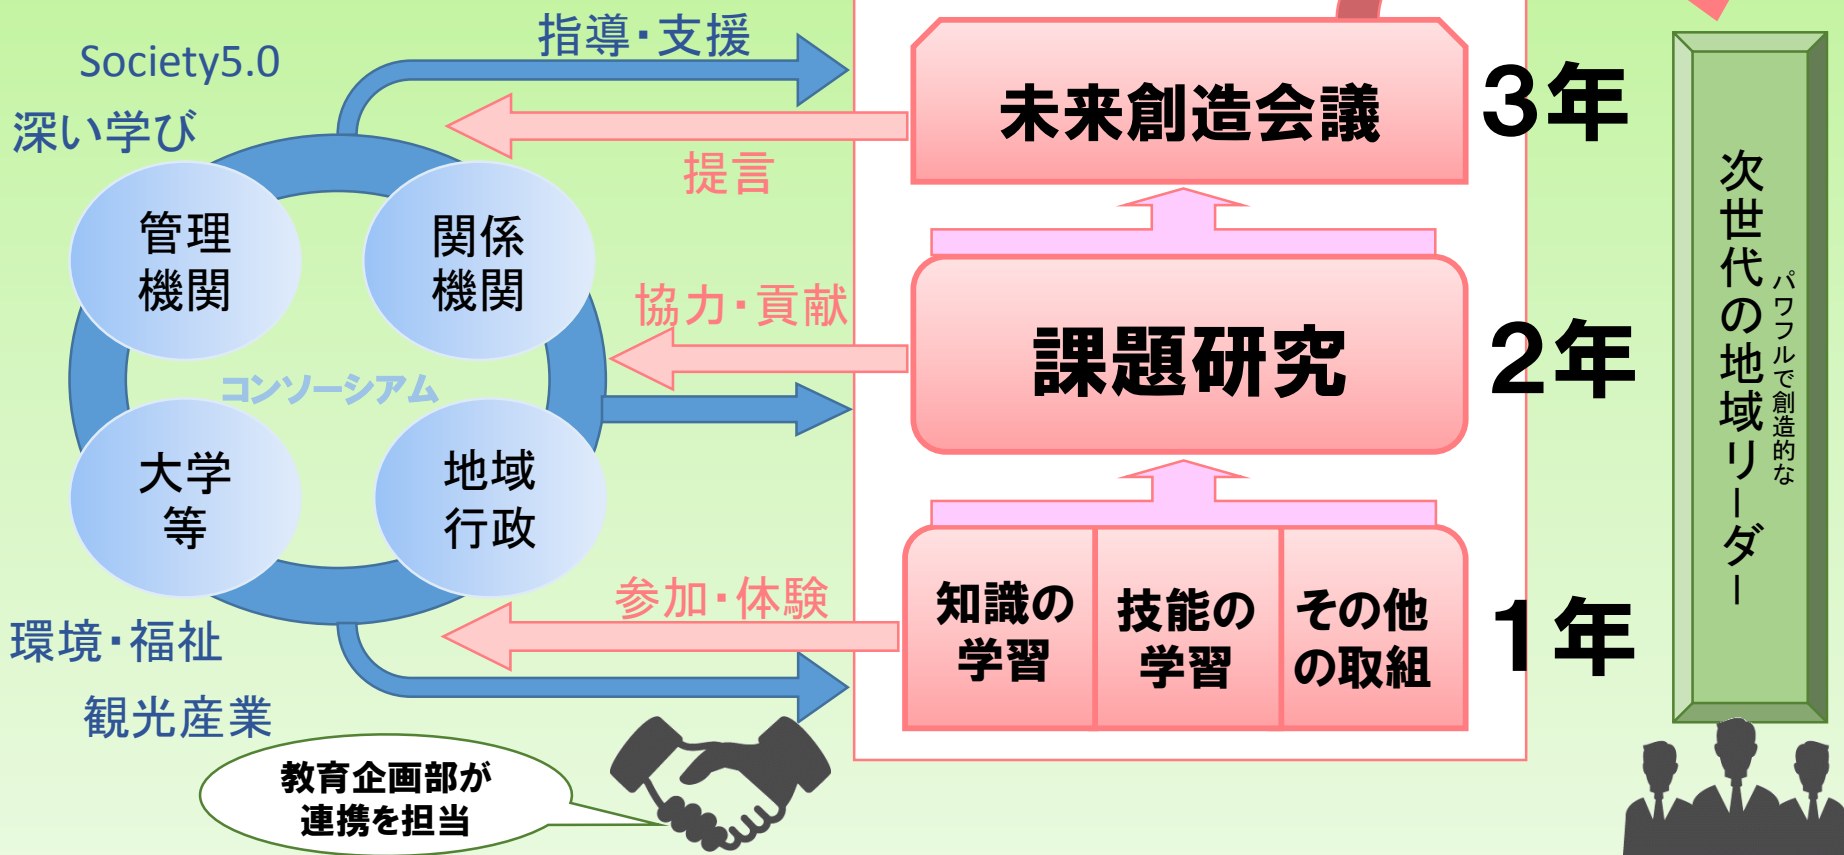 Society5.0
深い学び
指導・支援
提言
管理
機関
関係
機関
協力・貢献
コンソーシアム
大学
等
地域
行政
参加・体験
環境・福祉
観光産業
教育企画部が
連携を担当
未来創造会議
3年
課題研究
2年
知識の
学習
技能の
学習
その他
の取組
1年
パワフルで創造的な
次世代の地域リーダー